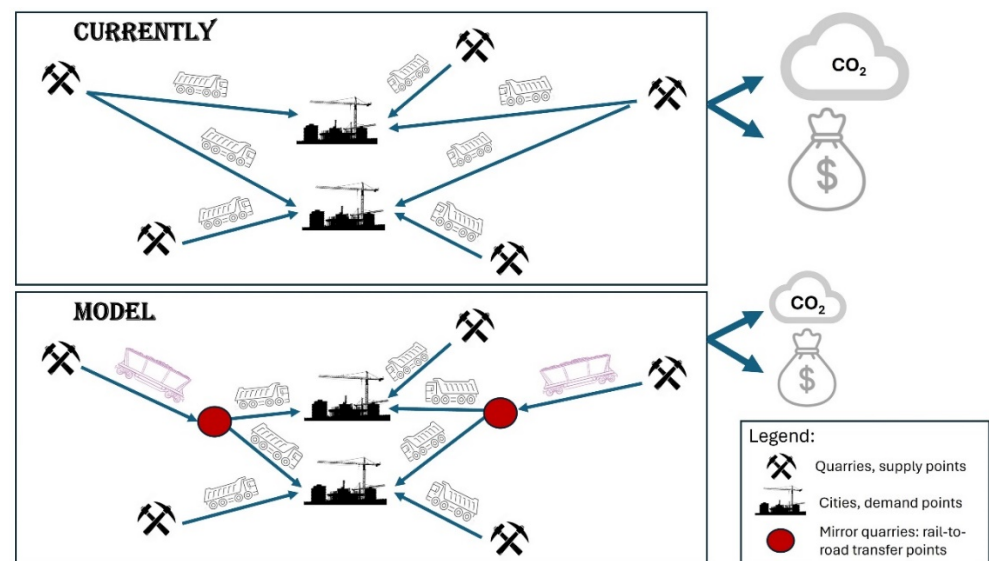 CURRENTLY
CO₂
$
MODEL
CO₂
$
Legend:
Quarries, supply points
Cities, demand points
Mirror quarries: rail-to-
road transfer points